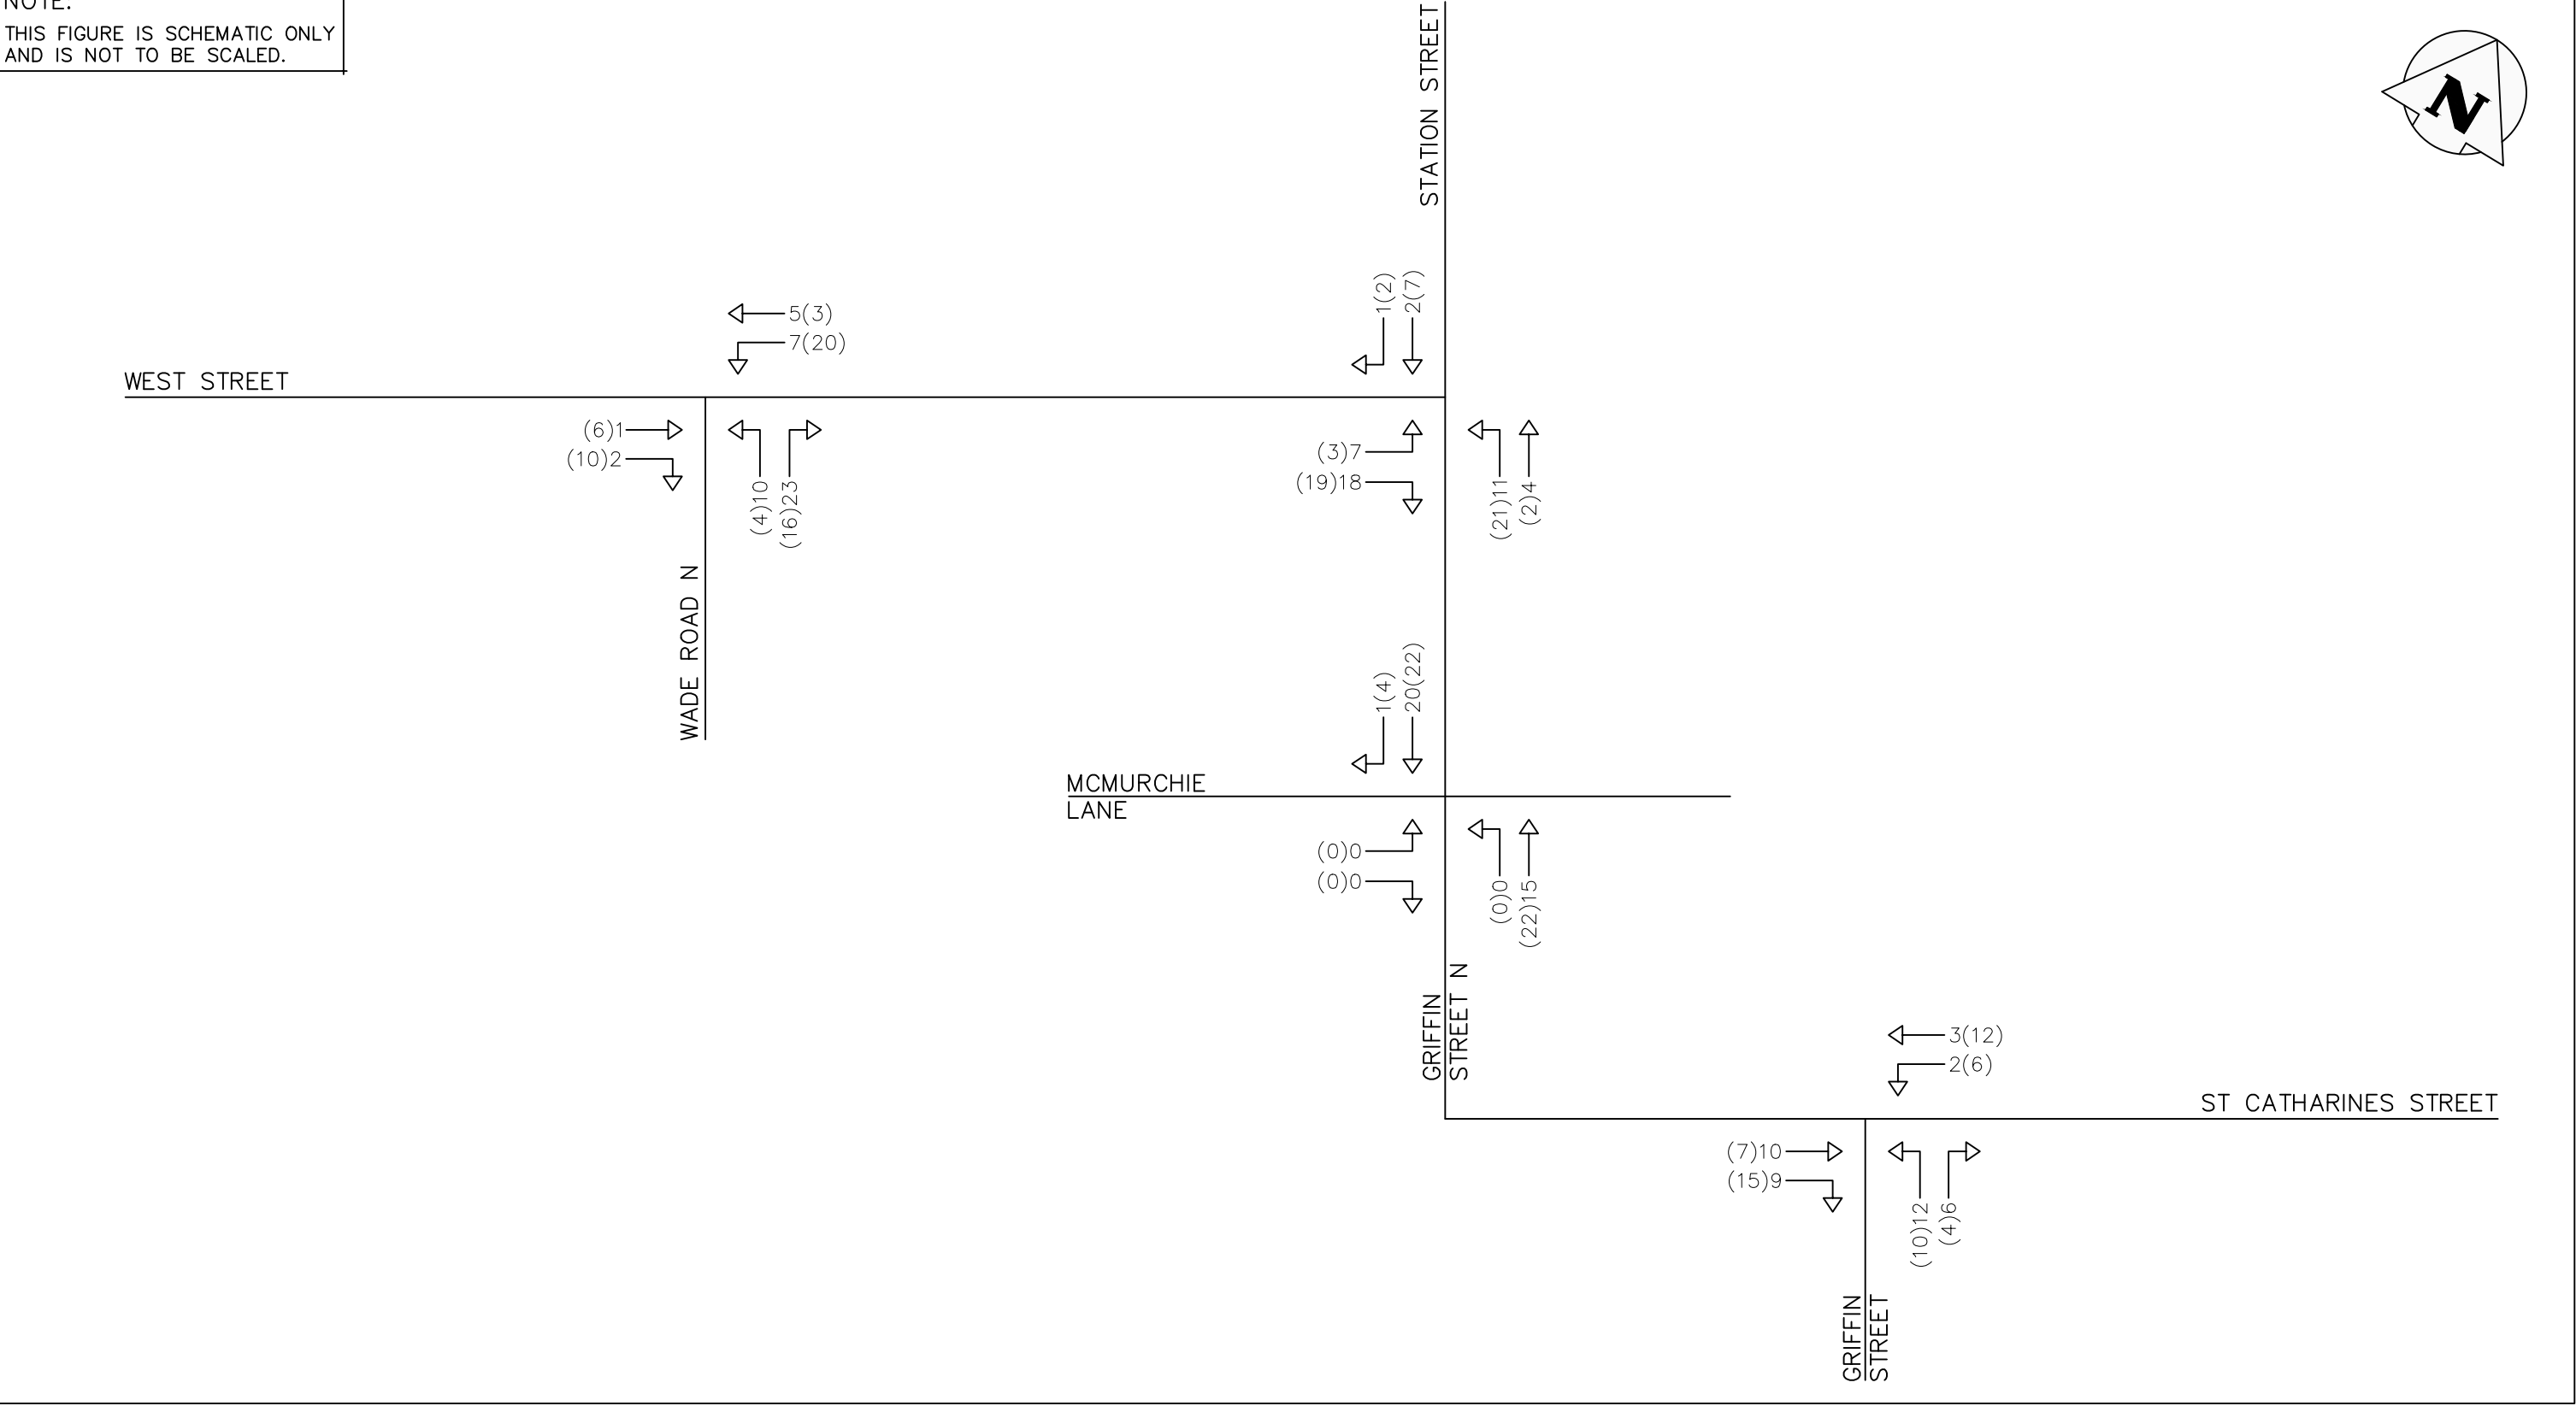 NOTE:
THIS FIGURE IS SCHEMATIC ONLY
AND IS NOT TO BE SCALED.
STATION STREET
N
1(2)
2(7)
5(3)
7(20)
WEST STREET
(6)1
(10)2
(4)10
(16)23
(3)7
(19)18
(21)11
(2)4
WADE ROAD N
1(4)
20(22)
MCMURCHIE
LANE
(0)0
(0)0
(0)0
(22)15
GRIFFIN
STREET N
3(12)
2(6)
ST CATHARINES STREET
(7)10
(15)9
(10)12
(4)6
GRIFFIN
STREET